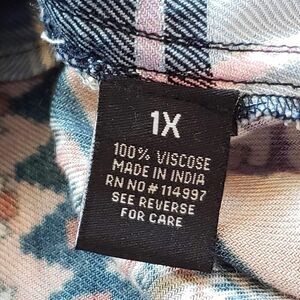 1X
100% VISCOSE
MADE IN INDIA
RN NO# 114997
SEE REVERSE
FOR CARE